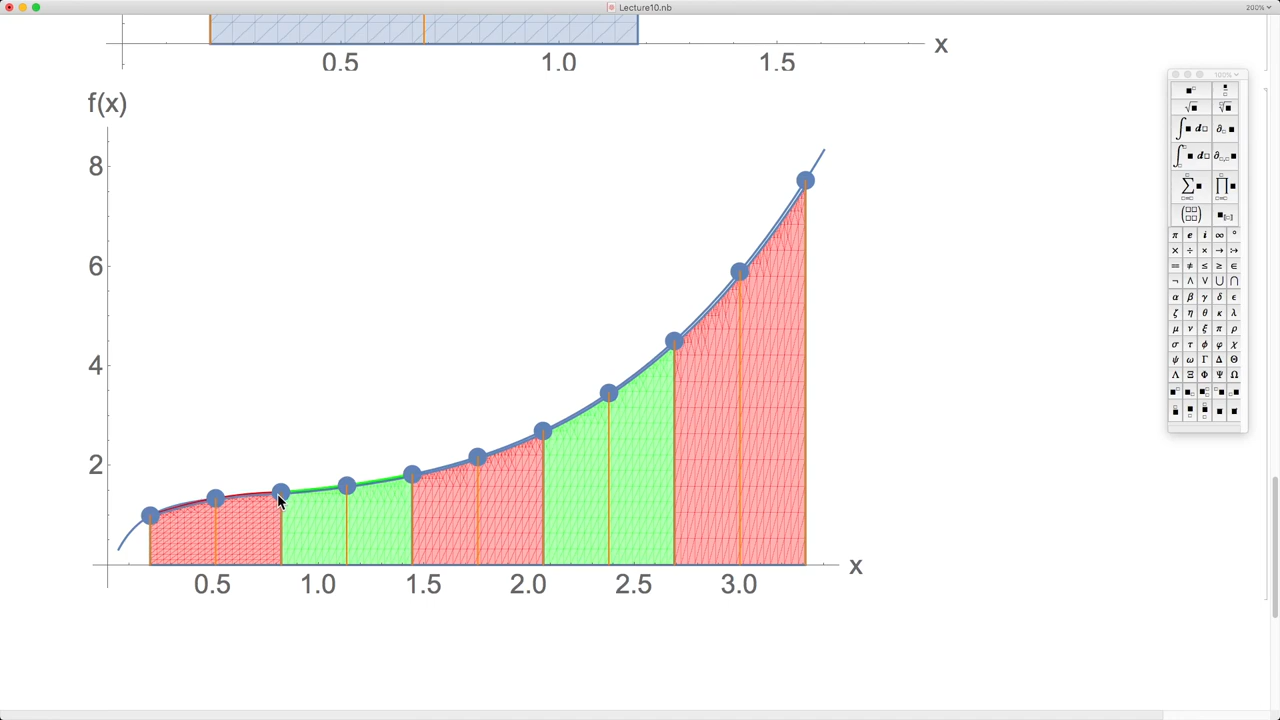 Lecture10.nb
200%
x
0.5 1.0 1.5
f(x)
8
6
4
2
0.5 1.0 1.5 2.0 2.5 3.0
x
100%
π e i ∞ °
× ÷ × →
= ≠ ≤ ≥ ∈
¬ ∧ ∨ ∪ ∩
α β γ δ ϵ
ζ η θ κ λ
μ ν ξ π ρ
σ τ ϕ φ χ
ψ ω Γ Δ Θ
Λ Ξ Φ Ψ Ω